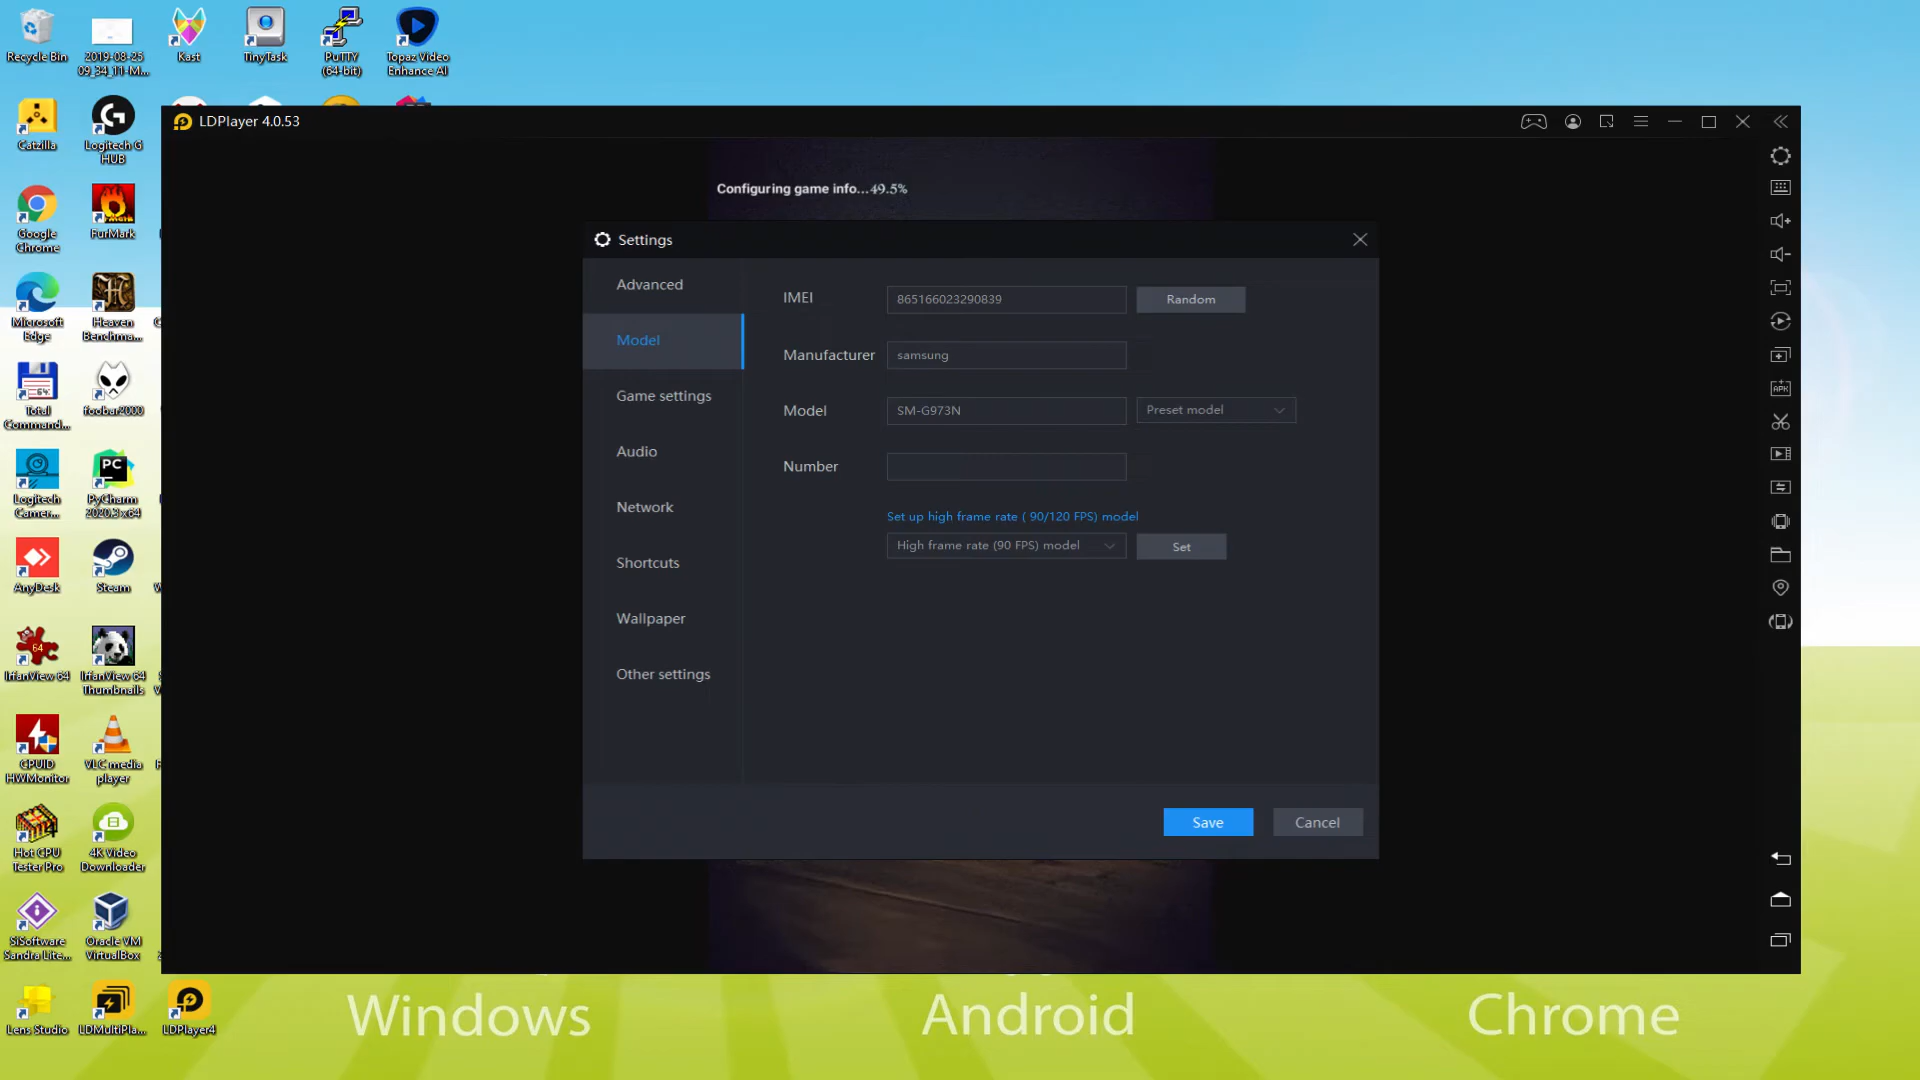 Recycle Bin
2019-08-25
09_34_11-M...
Kast
TinyTask
PuTTY
(64-bit)
Topaz Video
Enhance AI
Catzilla
Logitech G
HUB
Google
Chrome
FurMark
Microsoft
Edge
Heaven
Benchma...
Total
Command...
foobar2000
Logitech
Camer...
PyCharm
2020.3 x64
AnyDesk
Steam
IrfanView 64
IrfanView 64
Thumbnails
CPUID
HWMonitor
VLC media
player
Hot CPU
Tester Pro
4K Video
Downloader
SiSoftware
Sandra Lite...
Oracle VM
VirtualBox
Lens Studio
LDMultiPla...
LDPlayer4
LDPlayer 4.0.53
Configuring game info...49.5%
Settings
Advanced
Model
Game settings
Audio
Network
Shortcuts
Wallpaper
Other settings
IMEI
865166023290839
Random
Manufacturer
samsung
Model
SM-G973N
Preset model
Number
Set up high frame rate ( 90/120 FPS) model
High frame rate (90 FPS) model
Set
Save
Cancel
APK
Windows
Android
Chrome